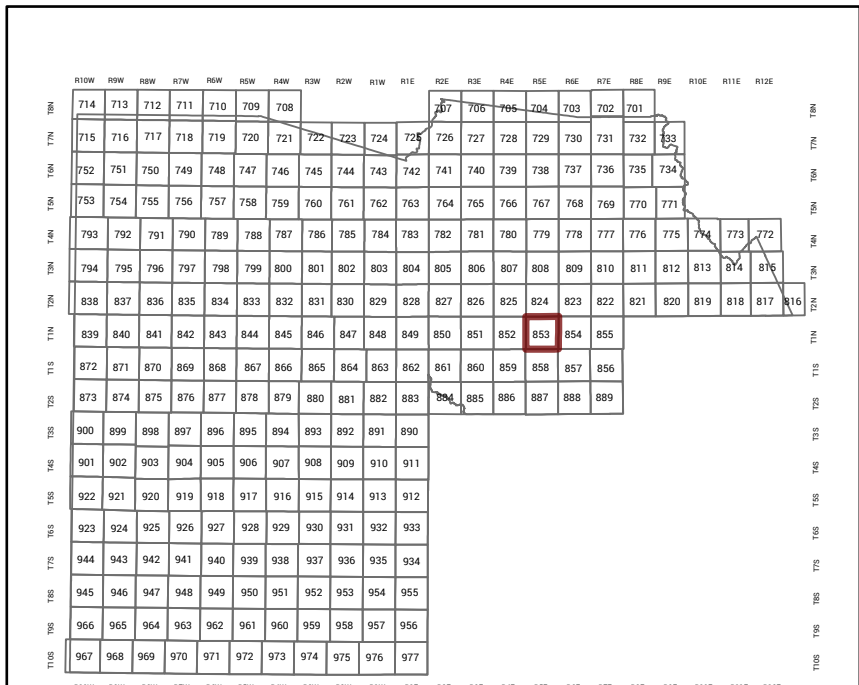 R10W R9W R8W R7W R6W R5W R4W R3W R2W R1W R1E R2E R3E R4E R5E R6E R7E R8E R9E R10E R11E R12E
T8N 714 713 712 711 710 709 708 707 706 705 704 703 702 701 T8N
T7N 715 716 717 718 719 720 721 722 723 724 725 726 727 728 729 730 731 732 733 T7N
T6N 752 751 750 749 748 747 746 745 744 743 742 741 740 739 738 737 736 735 734 T6N
T5N 753 754 755 756 757 758 759 760 761 762 763 764 765 766 767 768 769 770 771 T5N
T4N 793 792 791 790 789 788 787 786 785 784 783 782 781 780 779 778 777 776 775 774 773 772 T4N
T3N 794 795 796 797 798 799 800 801 802 803 804 805 806 807 808 809 810 811 812 813 814 815 T3N
T2N 838 837 836 835 834 833 832 831 830 829 828 827 826 825 824 823 822 821 820 819 818 817 816 T2N
T1N 839 840 841 842 843 844 845 846 847 848 849 850 851 852 853 854 855 T1N
T1S 872 871 870 869 868 867 866 865 864 863 862 861 860 859 858 857 856 T1S
T2S 873 874 875 876 877 878 879 880 881 882 883 884 885 886 887 888 889 T2S
T3S 900 899 898 897 896 895 894 893 892 891 890 T3S
T4S 901 902 903 904 905 906 907 908 909 910 911 T4S
T5S 922 921 920 919 918 917 916 915 914 913 912 T5S
T6S 923 924 925 926 927 928 929 930 931 932 933 T6S
T7S 944 943 942 941 940 939 938 937 936 935 934 T7S
T8S 945 946 947 948 949 950 951 952 953 954 955 T8S
T9S 966 965 964 963 962 961 960 959 958 957 956 T9S
T10S 967 968 969 970 971 972 973 974 975 976 977 T10S